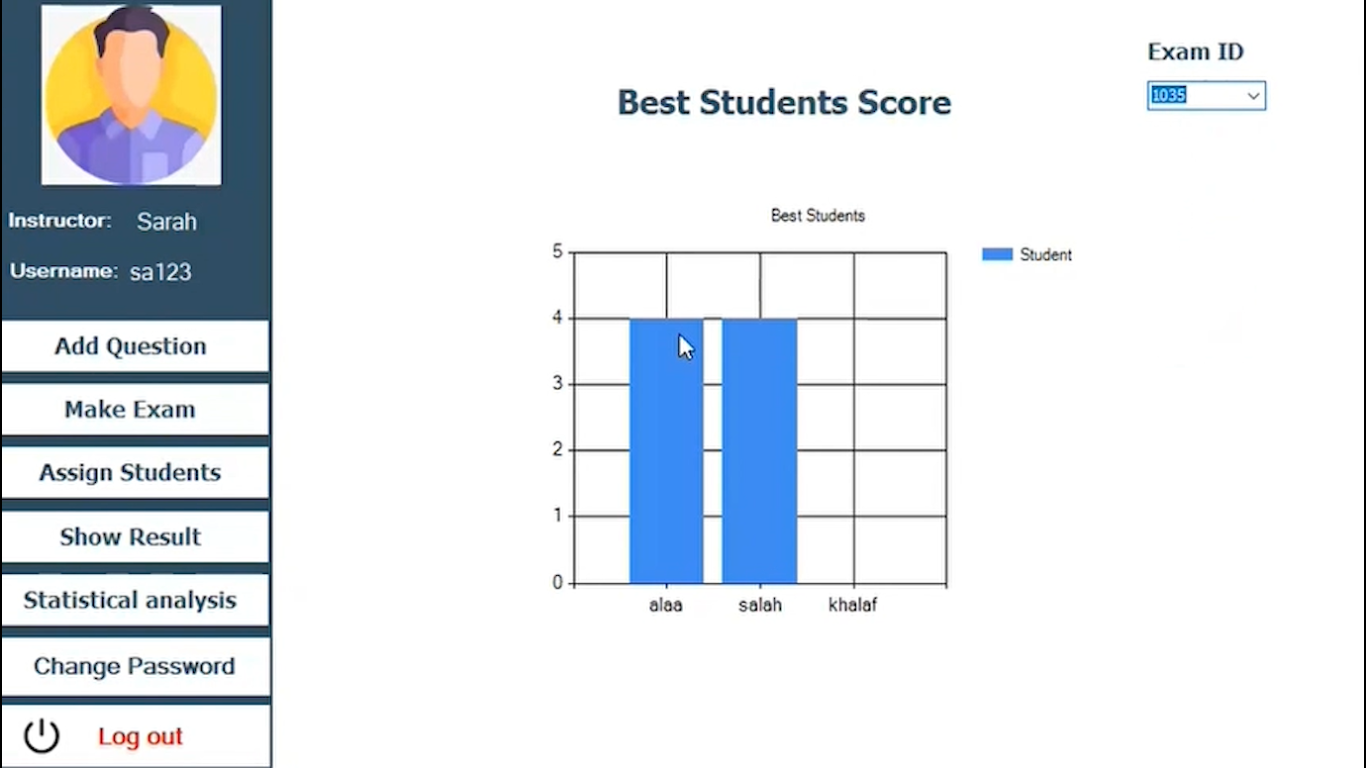 Instructor: Sarah
Username: sa123
Add Question
Make Exam
Assign Students
Show Result
Statistical analysis
Change Password
Log out
Exam ID
1035
Best Students Score
Best Students
Student
5
4
3
2
1
0
alaa salah khalaf